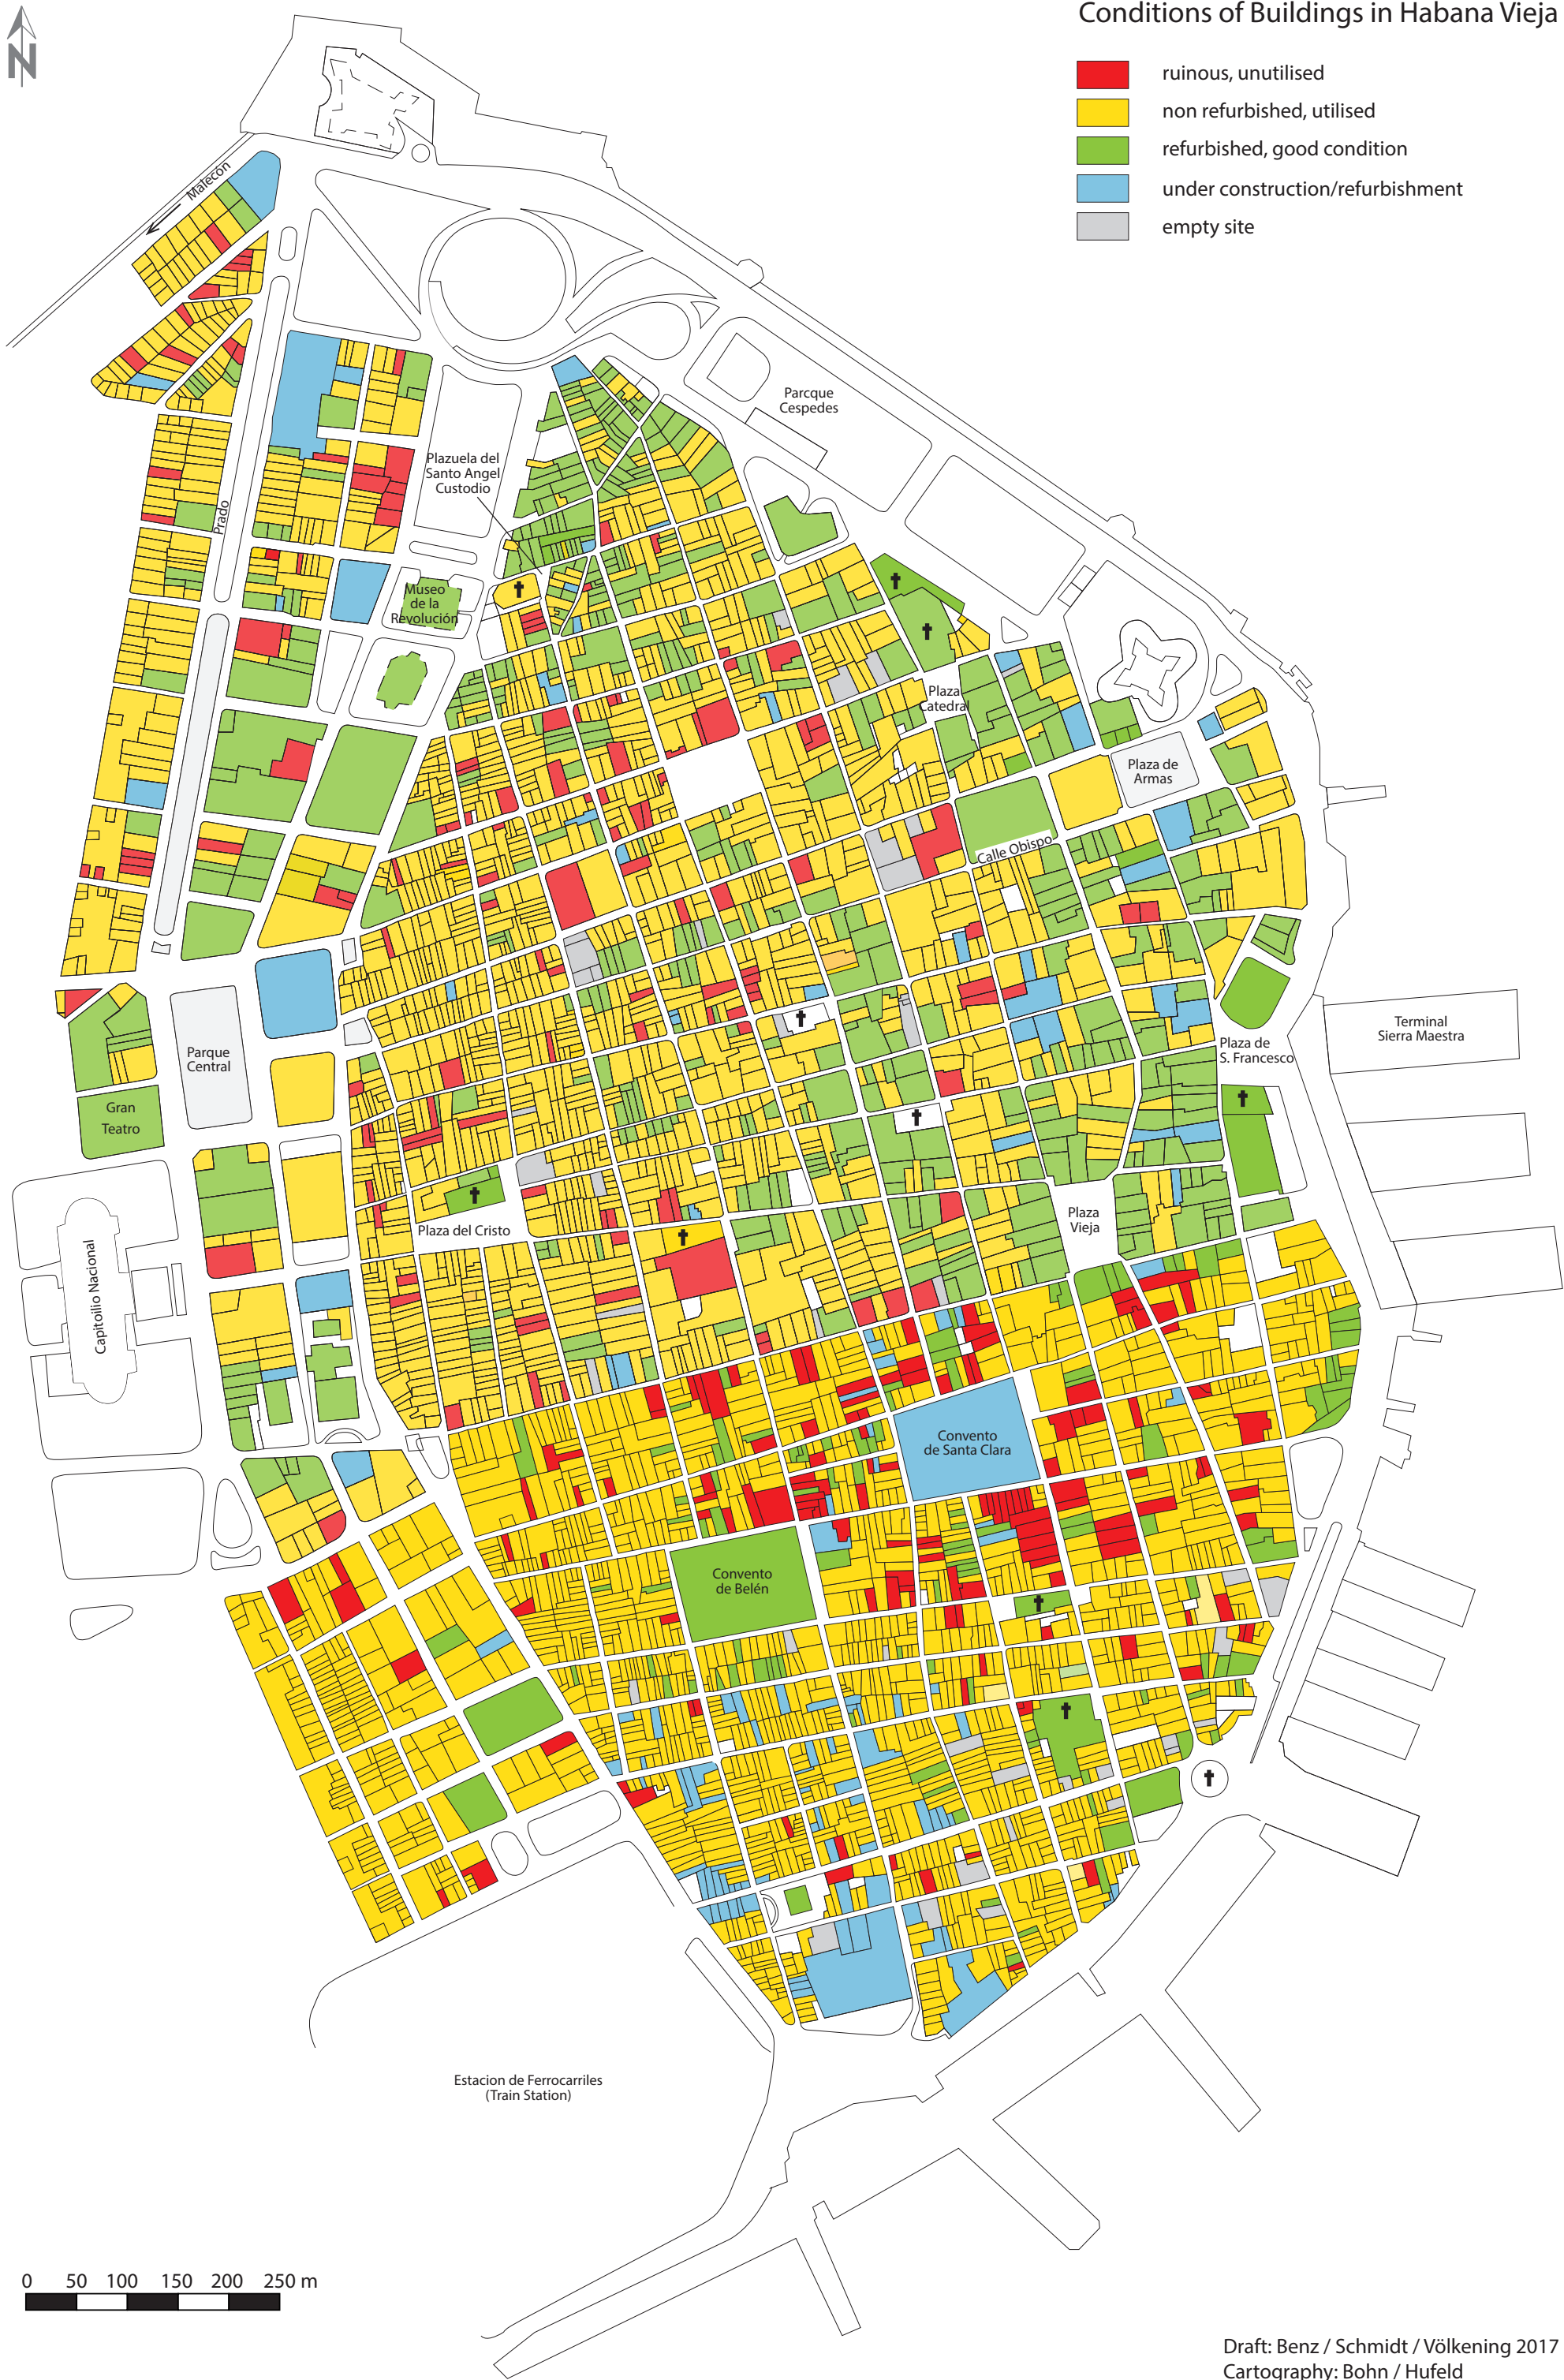 Conditions of Buildings in Habana Vieja
N
ruinous, unutilised
non refurbished, utilised
refurbished, good condition
under construction/refurbishment
empty site
Malecón
Parcque
Cespedes
Plazuela del
Santo Angel
Custodio
Prado
Museo
de la
Revolución
Plaza
Catedral
Plaza de
Armas
Calle Obispo
Terminal
Sierra Maestra
Plaza de
S. Francesco
Parque
Central
Gran
Teatro
Plaza del Cristo
Plaza
Vieja
Capitoilio Nacional
Convento
de Santa Clara
Convento
de Belén
Estacion de Ferrocarriles
(Train Station)
0 50 100 150 200 250 m
Draft: Benz / Schmidt / Völkening 2017
Cartography: Bohn / Hufeld